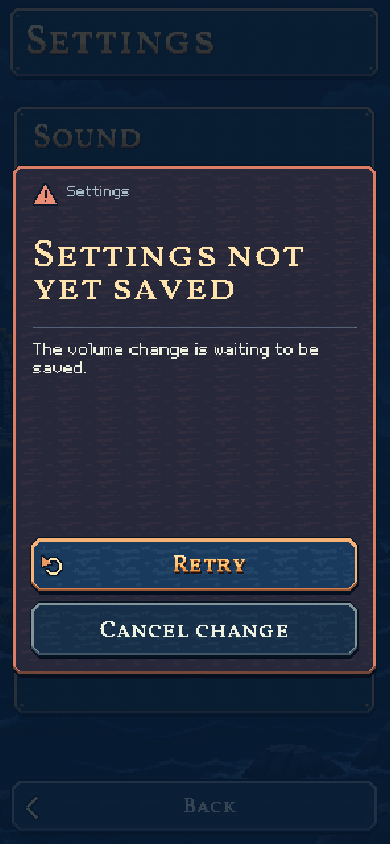 Settings
Sound
Settings
Settings not
yet saved
The volume change is waiting to be
saved.
Retry
Cancel change
Back